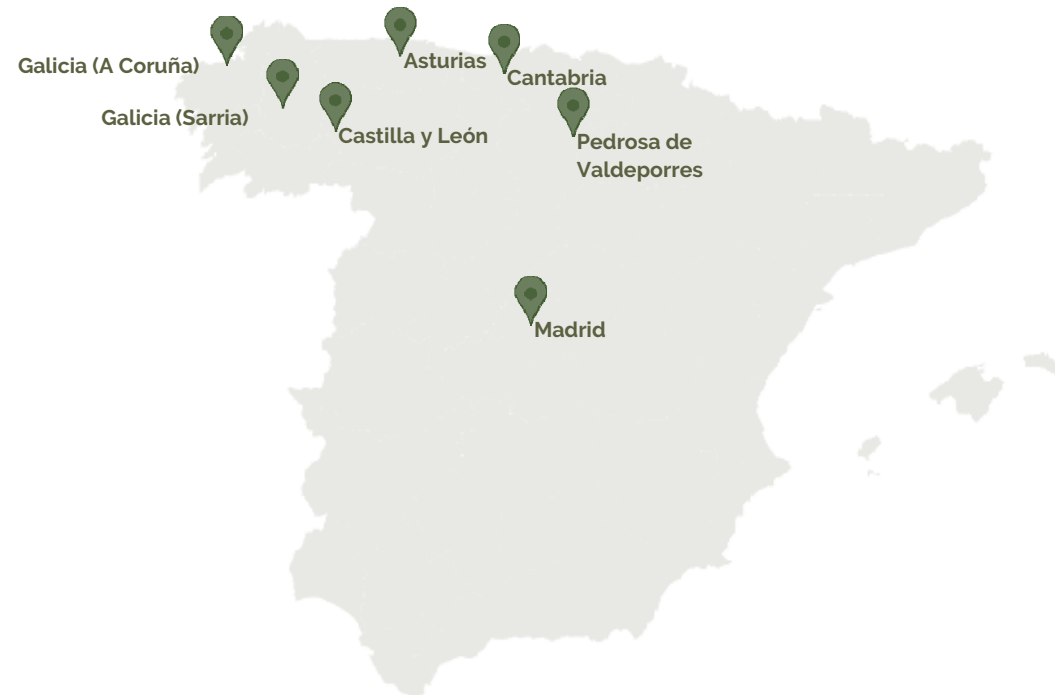 Galicia (A Coruña)
Asturias
Cantabria
Galicia (Sarria)
Castilla y León
Pedrosa de
Valdeporres
Madrid